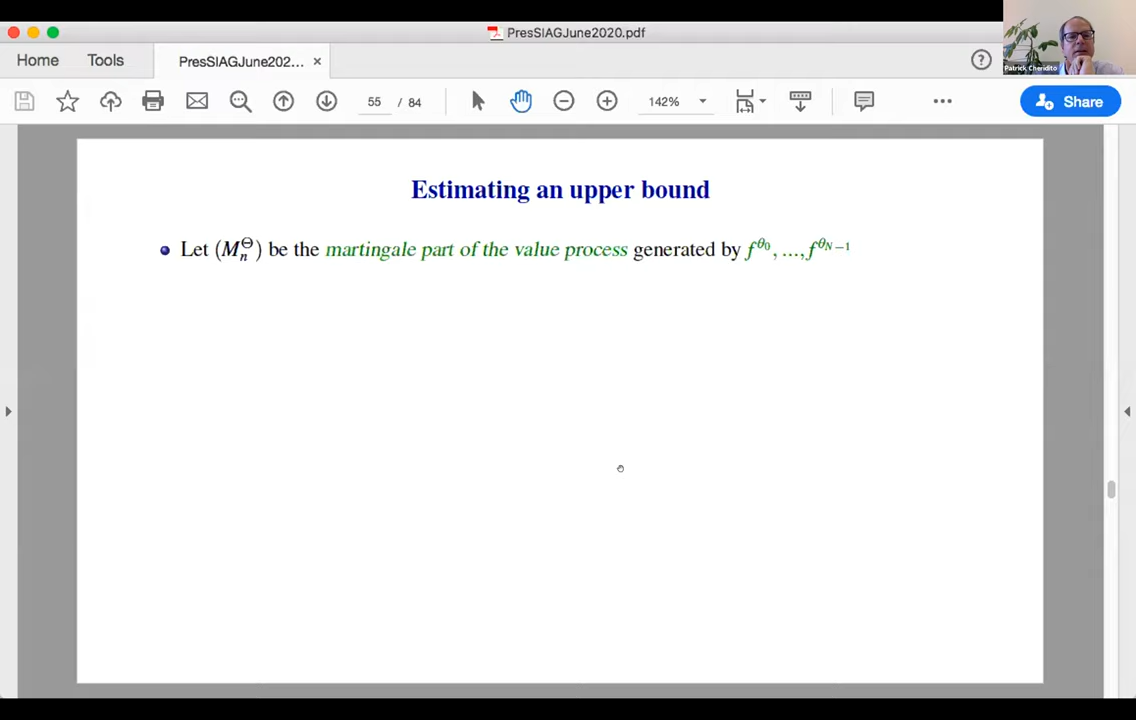 PresSIAGJune2020.pdf
Patrick Cheridito
Home Tools PresSIAGJune202... ×
55 / 84 142% Share
Estimating an upper bound
Let (M_n^Θ) be the martingale part of the value process generated by f^{θ_0}, ..., f^{θ_{N−1}}